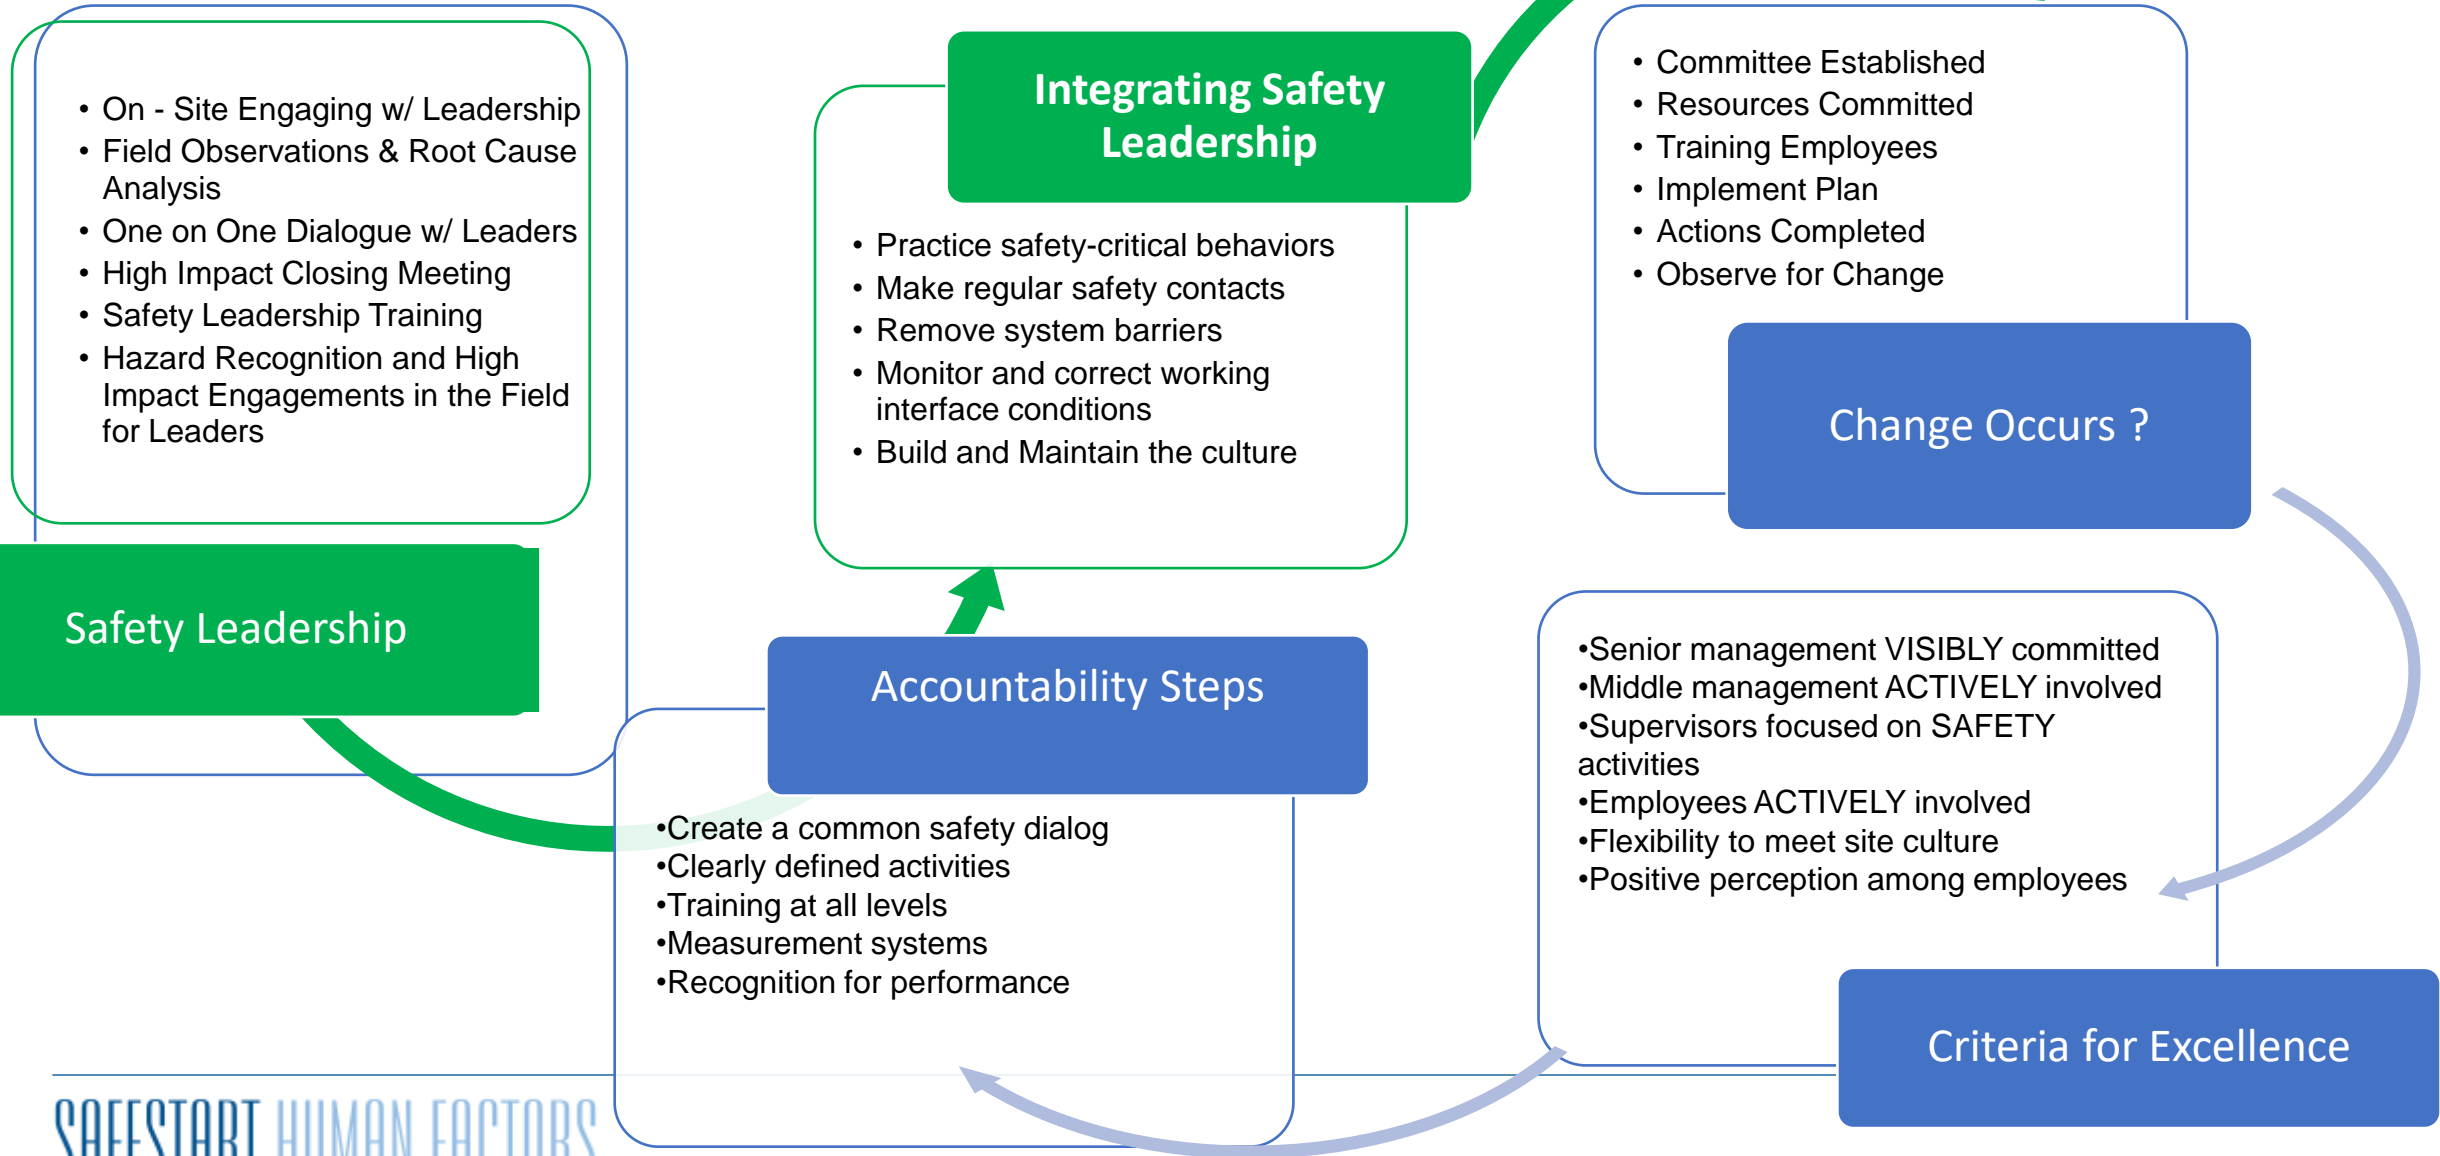 • On - Site Engaging w/ Leadership
• Field Observations & Root Cause
Analysis
• One on One Dialogue w/ Leaders
• High Impact Closing Meeting
• Safety Leadership Training
• Hazard Recognition and High
Impact Engagements in the Field
for Leaders
Safety Leadership
Integrating Safety
Leadership
• Practice safety-critical behaviors
• Make regular safety contacts
• Remove system barriers
• Monitor and correct working
interface conditions
• Build and Maintain the culture
• Committee Established
• Resources Committed
• Training Employees
• Implement Plan
• Actions Completed
• Observe for Change
Change Occurs ?
Accountability Steps
•Create a common safety dialog
•Clearly defined activities
•Training at all levels
•Measurement systems
•Recognition for performance
•Senior management VISIBLY committed
•Middle management ACTIVELY involved
•Supervisors focused on SAFETY
activities
•Employees ACTIVELY involved
•Flexibility to meet site culture
•Positive perception among employees
Criteria for Excellence
SAFESTART HUMAN FACTORS